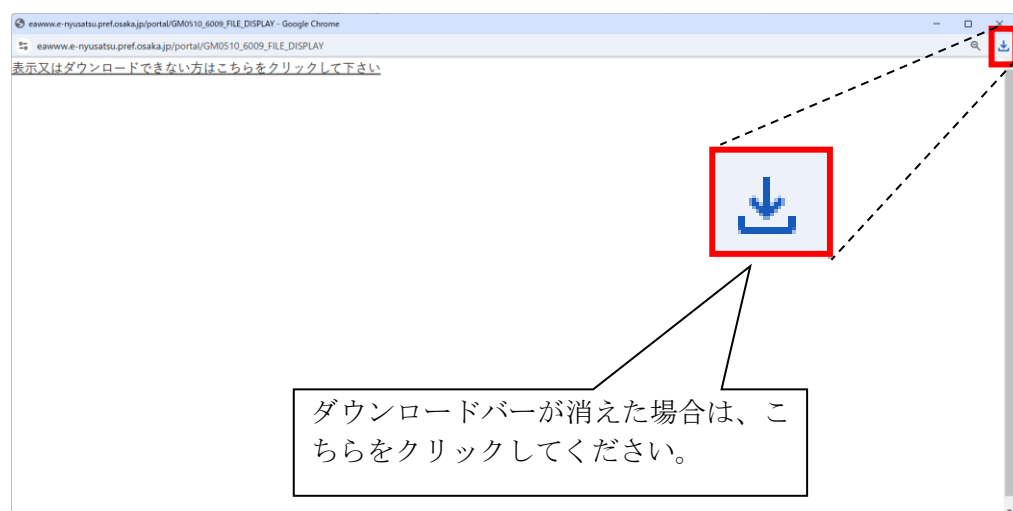 eawww.e-nyusatsu.pref.osaka.jp/portal/GM0510_6009_FILE_DISPLAY - Google Chrome
eawww.e-nyusatsu.pref.osaka.jp/portal/GM0510_6009_FILE_DISPLAY
表示又はダウンロードできない方はこちらをクリックして下さい
ダウンロードバーが消えた場合は、こ
ちらをクリックしてください。